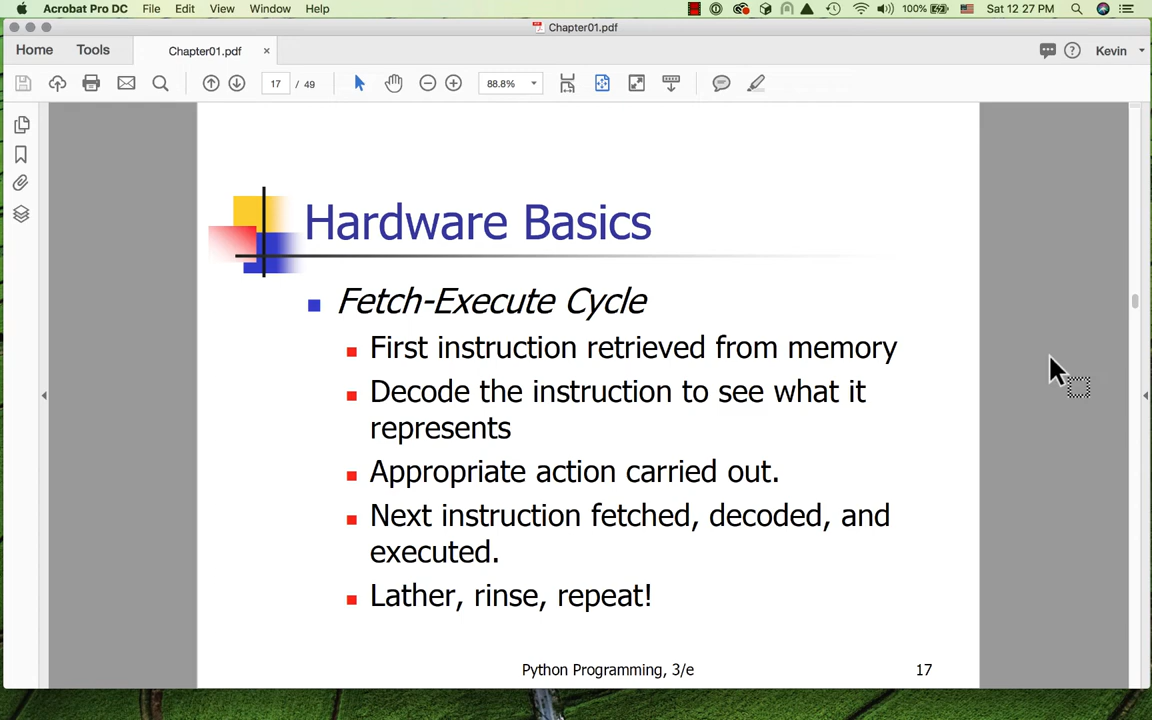 Acrobat Pro DC File Edit View Window Help 100% Sat 12 27 PM
Chapter01.pdf
Home Tools Chapter01.pdf × ? Kevin
17 / 49 88.8%
Hardware Basics
Fetch-Execute Cycle
First instruction retrieved from memory
Decode the instruction to see what it
represents
Appropriate action carried out.
Next instruction fetched, decoded, and
executed.
Lather, rinse, repeat!
Python Programming, 3/e 17